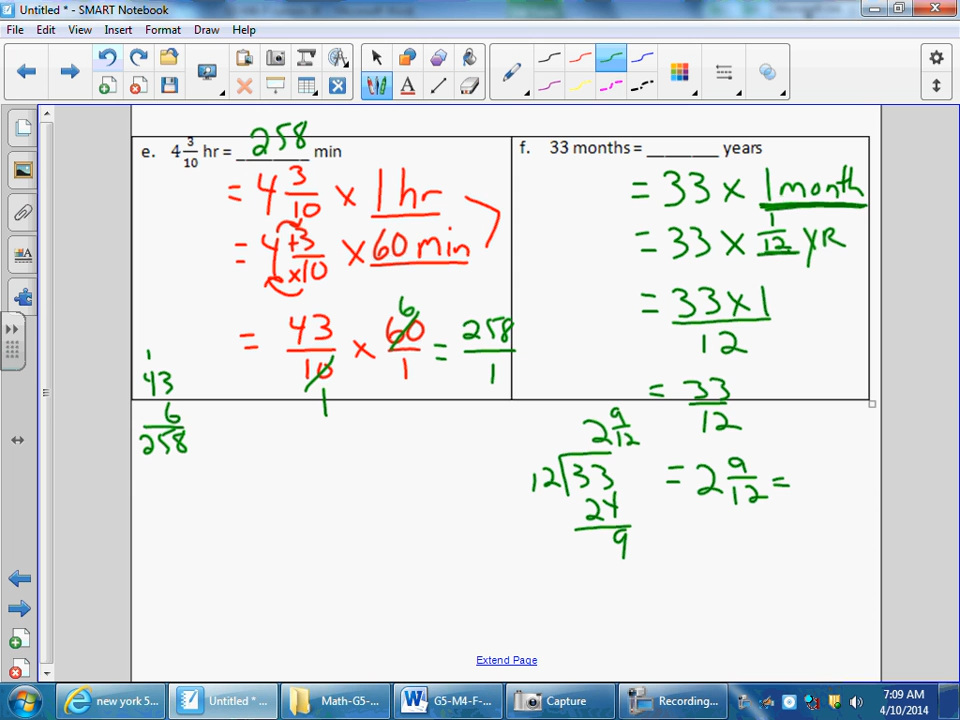 Untitled * - SMART Notebook
File Edit View Insert Format Draw Help
e. 4 3/10 hr = 258 min
= 4 3/10 x 1 hr
= 4 +3/x10 x 60 min
= 43/10 x 60/1 = 258/1
6
1
1
43
6
258
f. 33 months = ________ years
= 33 x 1 month
= 33 x 1/12 YR
= 33 x 1/12
= 33/12
2 9/12
12 33
24
9
= 2 9/12 =
Extend Page
new york 5...
Untitled * ...
Math-G5-...
G5-M4-F-...
Capture
Recording...
7:09 AM
4/10/2014